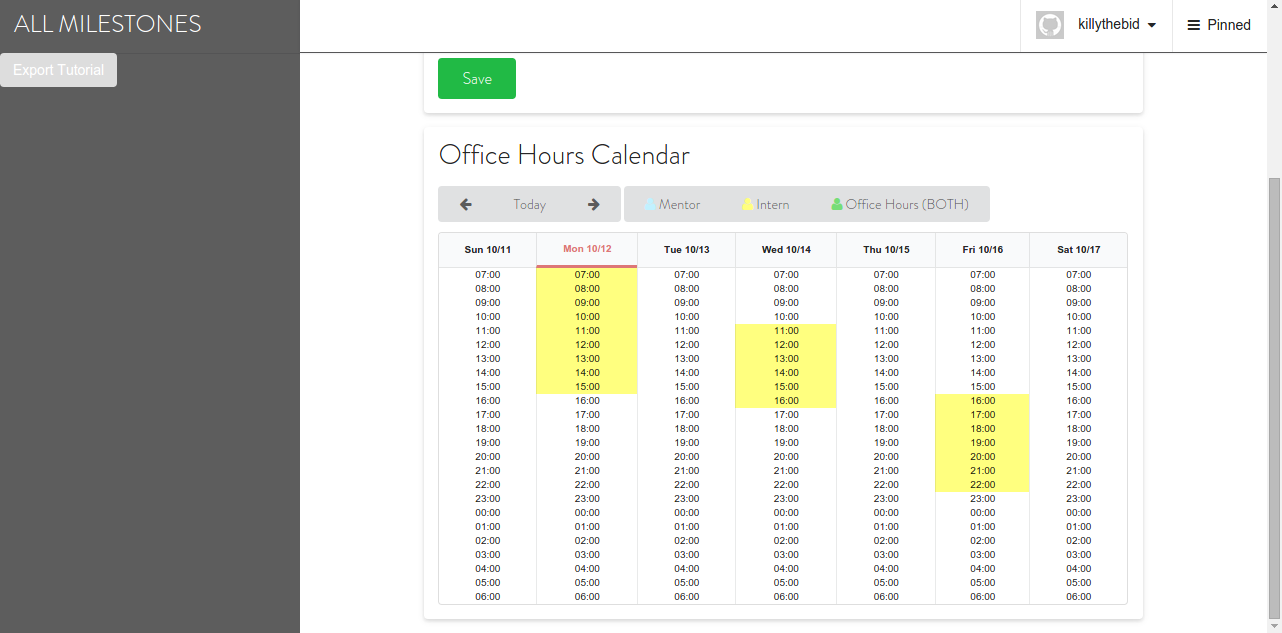 ALL MILESTONES
killythebid
Pinned
Export Tutorial
Save
Office Hours Calendar
Today Mentor Intern Office Hours (BOTH)
Sun 10/11 Mon 10/12 Tue 10/13 Wed 10/14 Thu 10/15 Fri 10/16 Sat 10/17
07:00 07:00 07:00 07:00 07:00 07:00 07:00
08:00 08:00 08:00 08:00 08:00 08:00 08:00
09:00 09:00 09:00 09:00 09:00 09:00 09:00
10:00 10:00 10:00 10:00 10:00 10:00 10:00
11:00 11:00 11:00 11:00 11:00 11:00 11:00
12:00 12:00 12:00 12:00 12:00 12:00 12:00
13:00 13:00 13:00 13:00 13:00 13:00 13:00
14:00 14:00 14:00 14:00 14:00 14:00 14:00
15:00 15:00 15:00 15:00 15:00 15:00 15:00
16:00 16:00 16:00 16:00 16:00 16:00 16:00
17:00 17:00 17:00 17:00 17:00 17:00 17:00
18:00 18:00 18:00 18:00 18:00 18:00 18:00
19:00 19:00 19:00 19:00 19:00 19:00 19:00
20:00 20:00 20:00 20:00 20:00 20:00 20:00
21:00 21:00 21:00 21:00 21:00 21:00 21:00
22:00 22:00 22:00 22:00 22:00 22:00 22:00
23:00 23:00 23:00 23:00 23:00 23:00 23:00
00:00 00:00 00:00 00:00 00:00 00:00 00:00
01:00 01:00 01:00 01:00 01:00 01:00 01:00
02:00 02:00 02:00 02:00 02:00 02:00 02:00
03:00 03:00 03:00 03:00 03:00 03:00 03:00
04:00 04:00 04:00 04:00 04:00 04:00 04:00
05:00 05:00 05:00 05:00 05:00 05:00 05:00
06:00 06:00 06:00 06:00 06:00 06:00 06:00